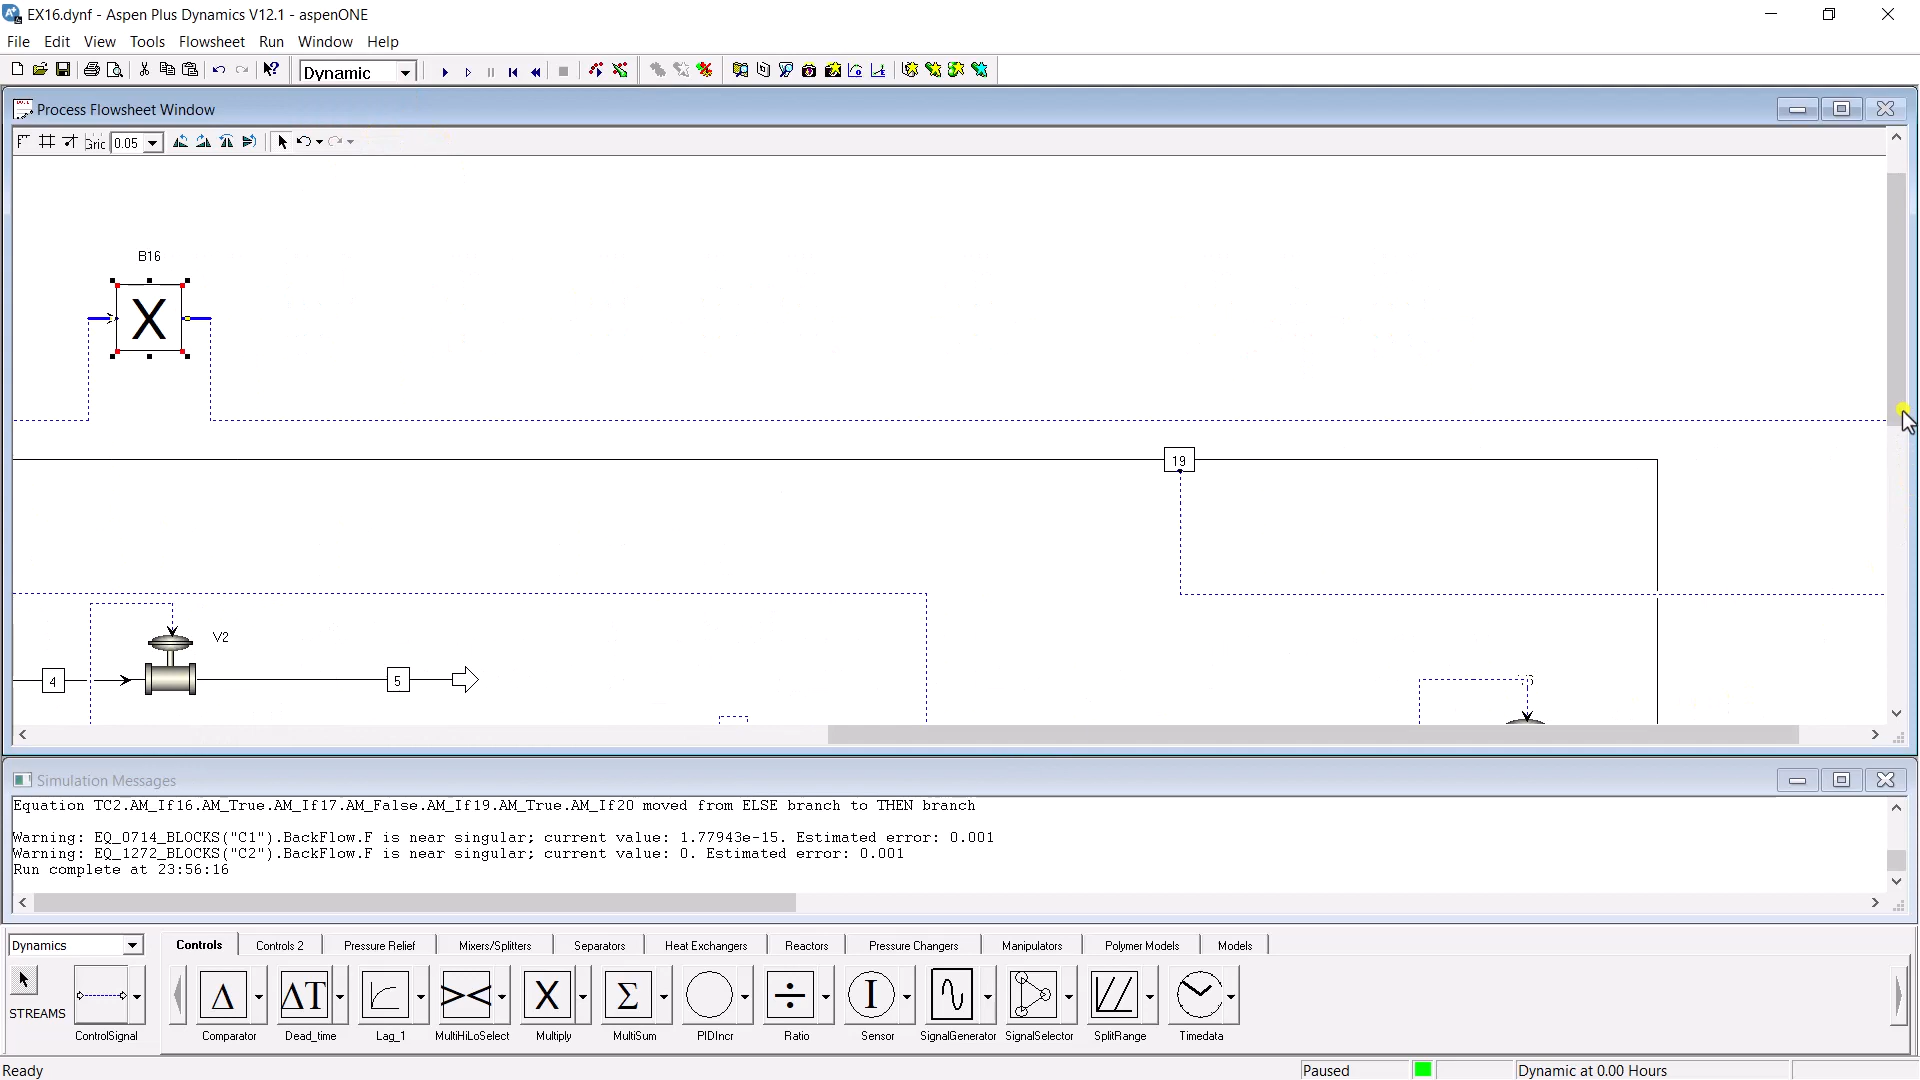 EX16.dynf - Aspen Plus Dynamics V12.1 - aspenONE
File Edit View Tools Flowsheet Run Window Help
Dynamic
Process Flowsheet Window
Gric 0.05
B16
X
19
V2
4
5
Simulation Messages
Equation TC2.AM_If16.AM_True.AM_If17.AM_False.AM_If19.AM_True.AM_If20 moved from ELSE branch to THEN branch
Warning: EQ_0714_BLOCKS("C1").BackFlow.F is near singular; current value: 1.77943e-15. Estimated error: 0.001
Warning: EQ_1272_BLOCKS("C2").BackFlow.F is near singular; current value: 0. Estimated error: 0.001
Run complete at 23:56:16
Dynamics Controls Controls 2 Pressure Relief Mixers/Splitters Separators Heat Exchangers Reactors Pressure Changers Manipulators Polymer Models Models
Δ ΔT X Σ ÷ I
STREAMS ControlSignal Comparator Dead_time Lag_1 MultiHiLoSelect Multiply MultiSum PIDIncr Ratio Sensor SignalGenerator SignalSelector SplitRange Timedata
Ready Paused Dynamic at 0.00 Hours